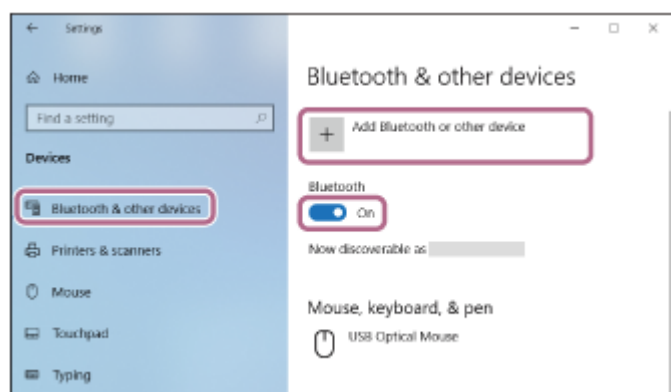 Settings
Home
Find a setting
Devices
Bluetooth & other devices
Printers & scanners
Mouse
Touchpad
Typing
Bluetooth & other devices
Add Bluetooth or other device
Bluetooth
On
Now discoverable as
Mouse, keyboard, & pen
USB Optical Mouse